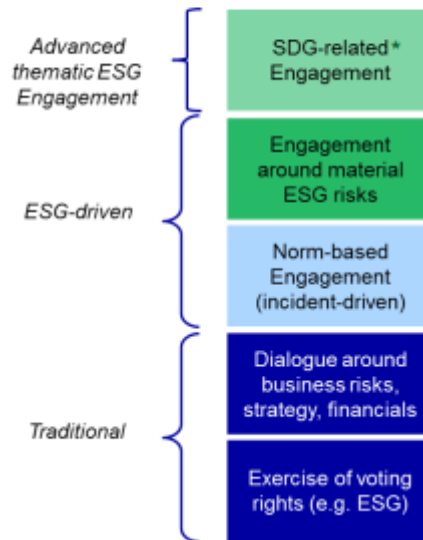 Advanced
thematic ESG
Engagement
SDG-related*
Engagement
ESG-driven
Engagement
around material
ESG risks
Norm-based
Engagement
(incident-driven)
Traditional
Dialogue around
business risks,
strategy, financials
Exercise of voting
rights (e.g. ESG)